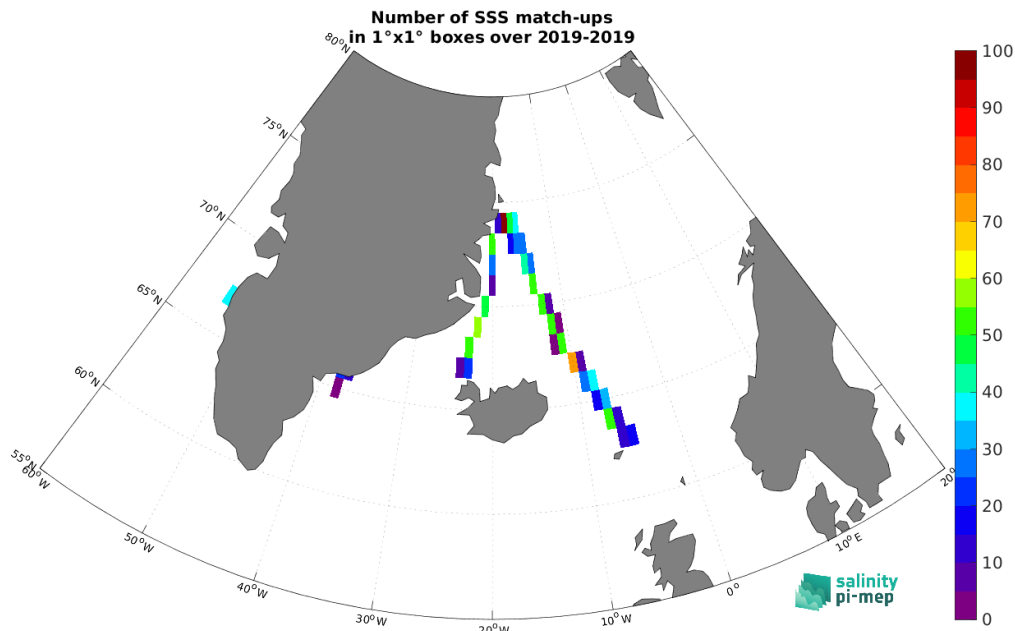 Number of SSS match-ups
in 1°x1° boxes over 2019-2019
80°N
75°N
70°N
65°N
60°N
55°N
60°W
50°W
40°W
30°W
20°W
10°W
0°
10°E
20°
100
90
80
70
60
50
40
30
20
10
0
salinity
pi-mep